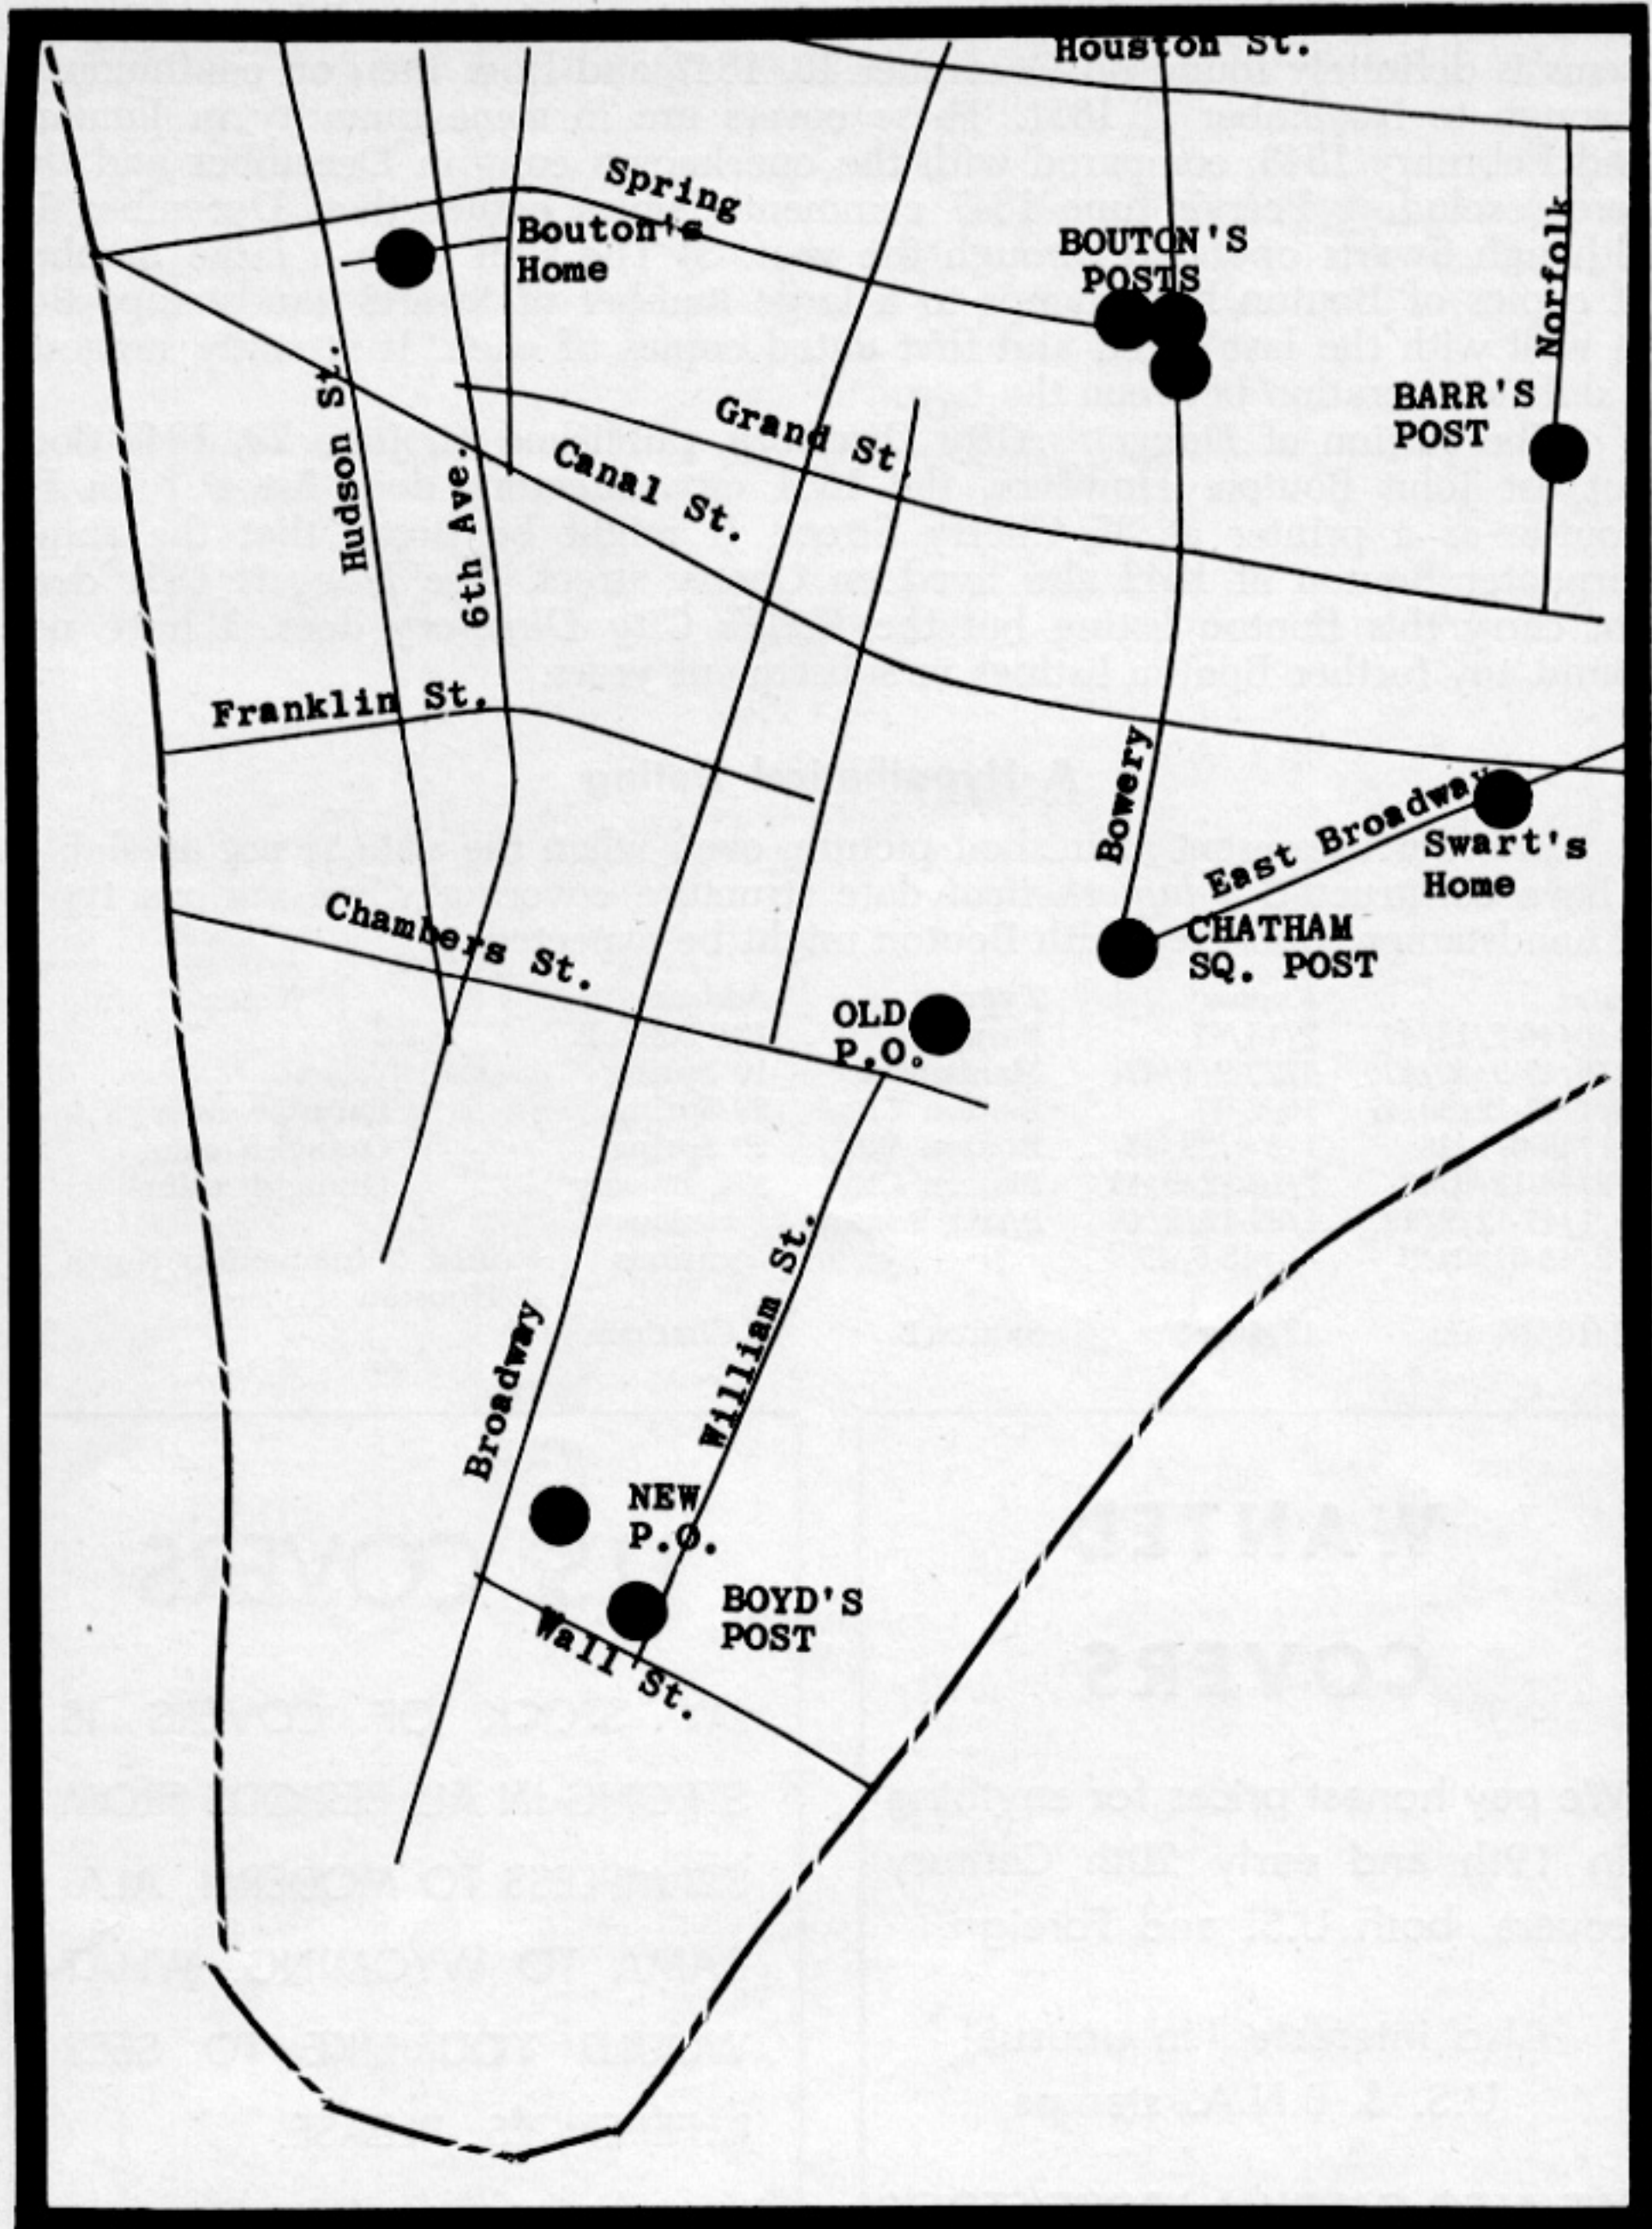 Houston St.
Spring
Bouton's
Home
BOUTON'S
POSTS
Norfolk
BARR'S
POST
Hudson St.
6th Ave.
Grand St.
Canal St.
Franklin St.
Bowery
East Broadway
Swart's
Home
CHATHAM
SQ. POST
Chambers St.
OLD
P.O.
Broadway
William St.
NEW
P.O.
BOYD'S
POST
Wall St.